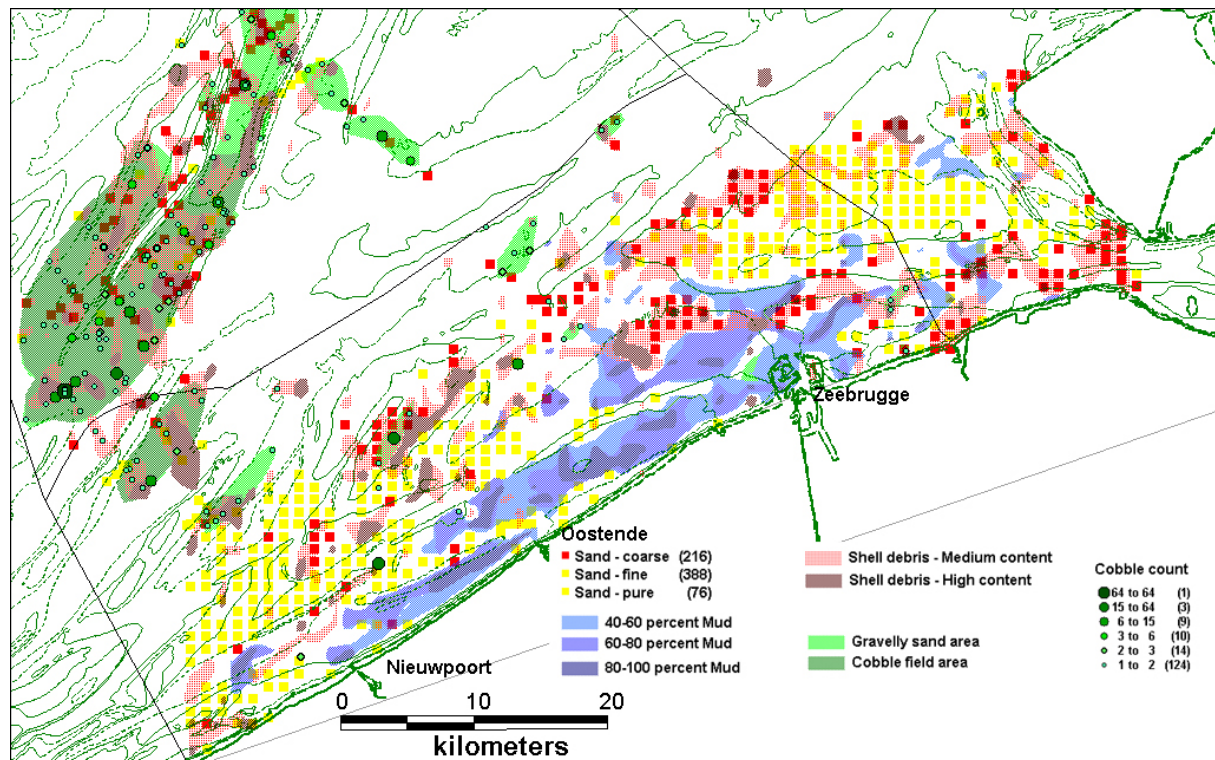 Zeebrugge
Oostende
Sand - coarse (216)
Sand - fine (388)
Sand - pure (76)
40-60 percent Mud
60-80 percent Mud
80-100 percent Mud
Shell debris - Medium content
Shell debris - High content
Gravelly sand area
Cobble field area
Cobble count
64 to 64 (1)
15 to 64 (3)
6 to 15 (9)
3 to 6 (10)
2 to 3 (14)
1 to 2 (124)
Nieuwpoort
0 10 20
kilometers